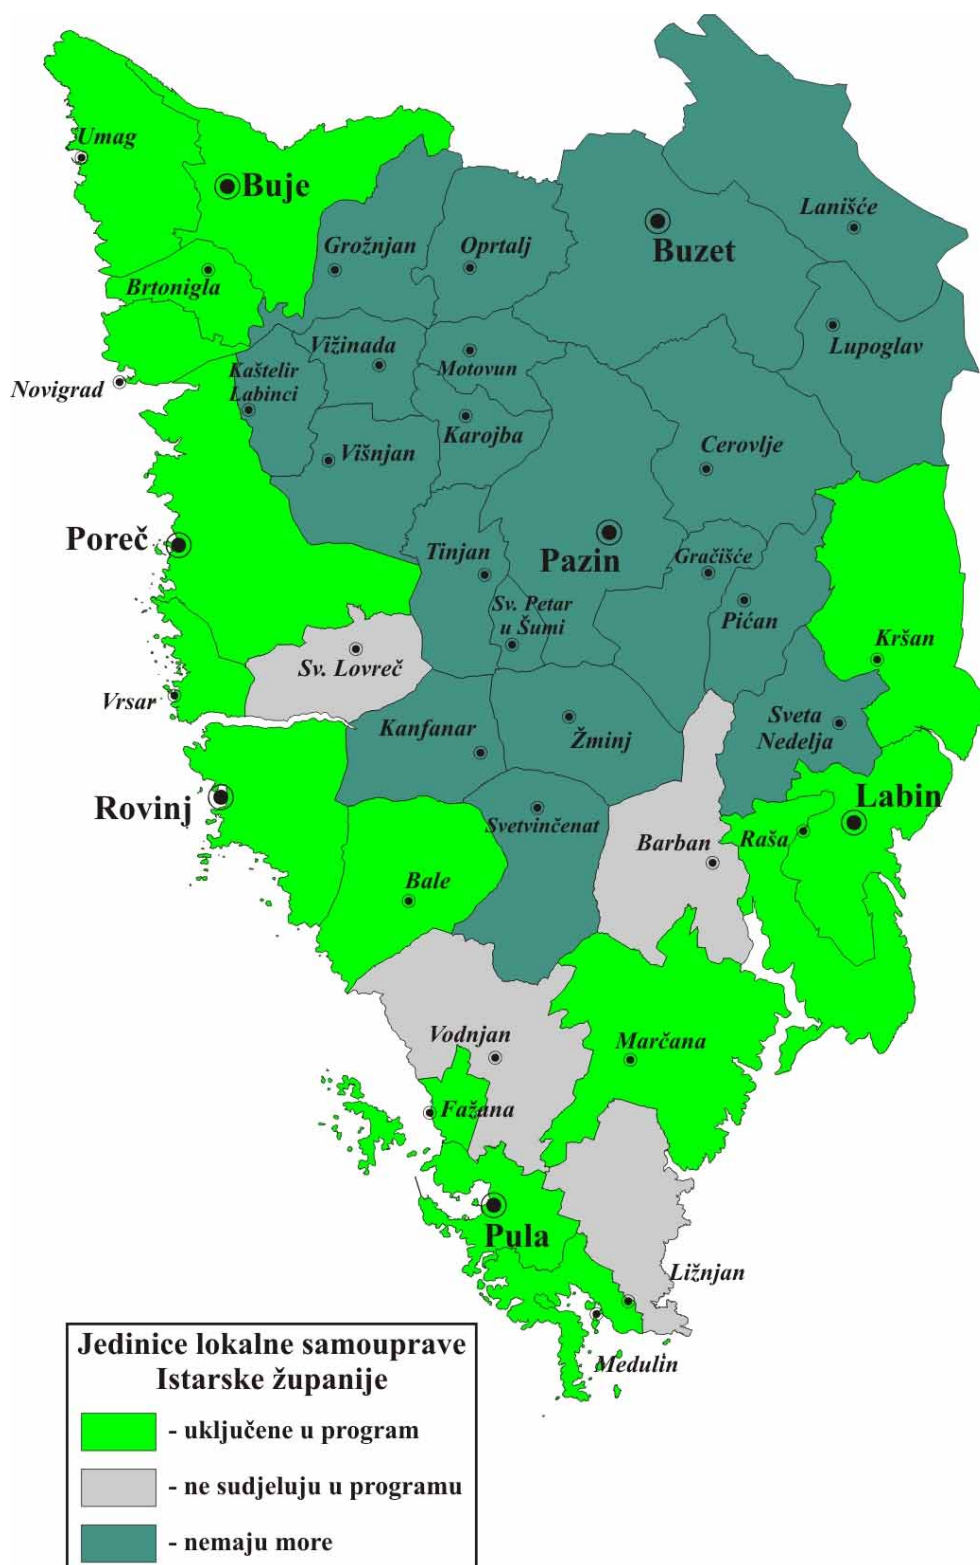 Umag
Buje
Lanišće
Buzet
Grožnjan
Oprtalj
Brtonigla
Lupoglav
Vižinada
Motovun
Kaštelir
Labinci
Novigrad
Karojba
Cerovlje
Višnjan
Poreč
Tinjan
Pazin
Gračišće
Sv. Petar
u Šumi
Pićan
Kršan
Sv. Lovreč
Vrsar
Kanfanar
Žminj
Sveta
Nedelja
Rovinj
Labin
Svetvinčenat
Barban
Raša
Bale
Vodnjan
Marčana
Fažana
Pula
Ližnjan
Medulin
Jedinice lokalne samouprave
Istarske županije
- uključene u program
- ne sudjeluju u programu
- nemaju more